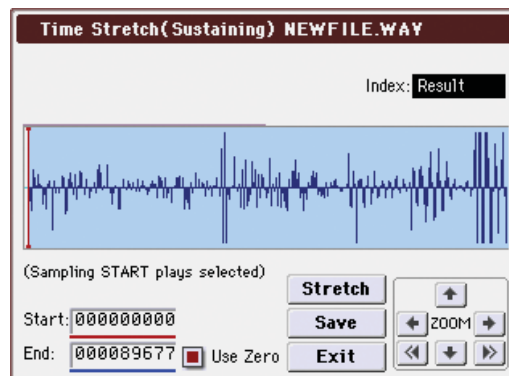 Time Stretch(Sustaining) NEWFILE.WAV
Index: Result
(Sampling START plays selected)
Stretch
Start: 000000000
Save
ZOOM
End: 000089677
Use Zero
Exit